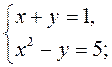 x + y = 1,
x² − y = 5;